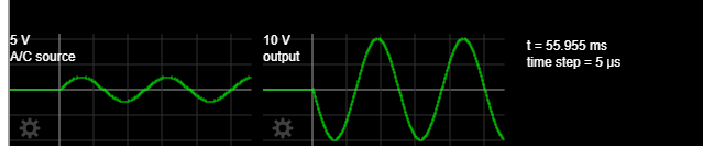 5 V
A/C source
10 V
output
t = 55.955 ms
time step = 5 μs